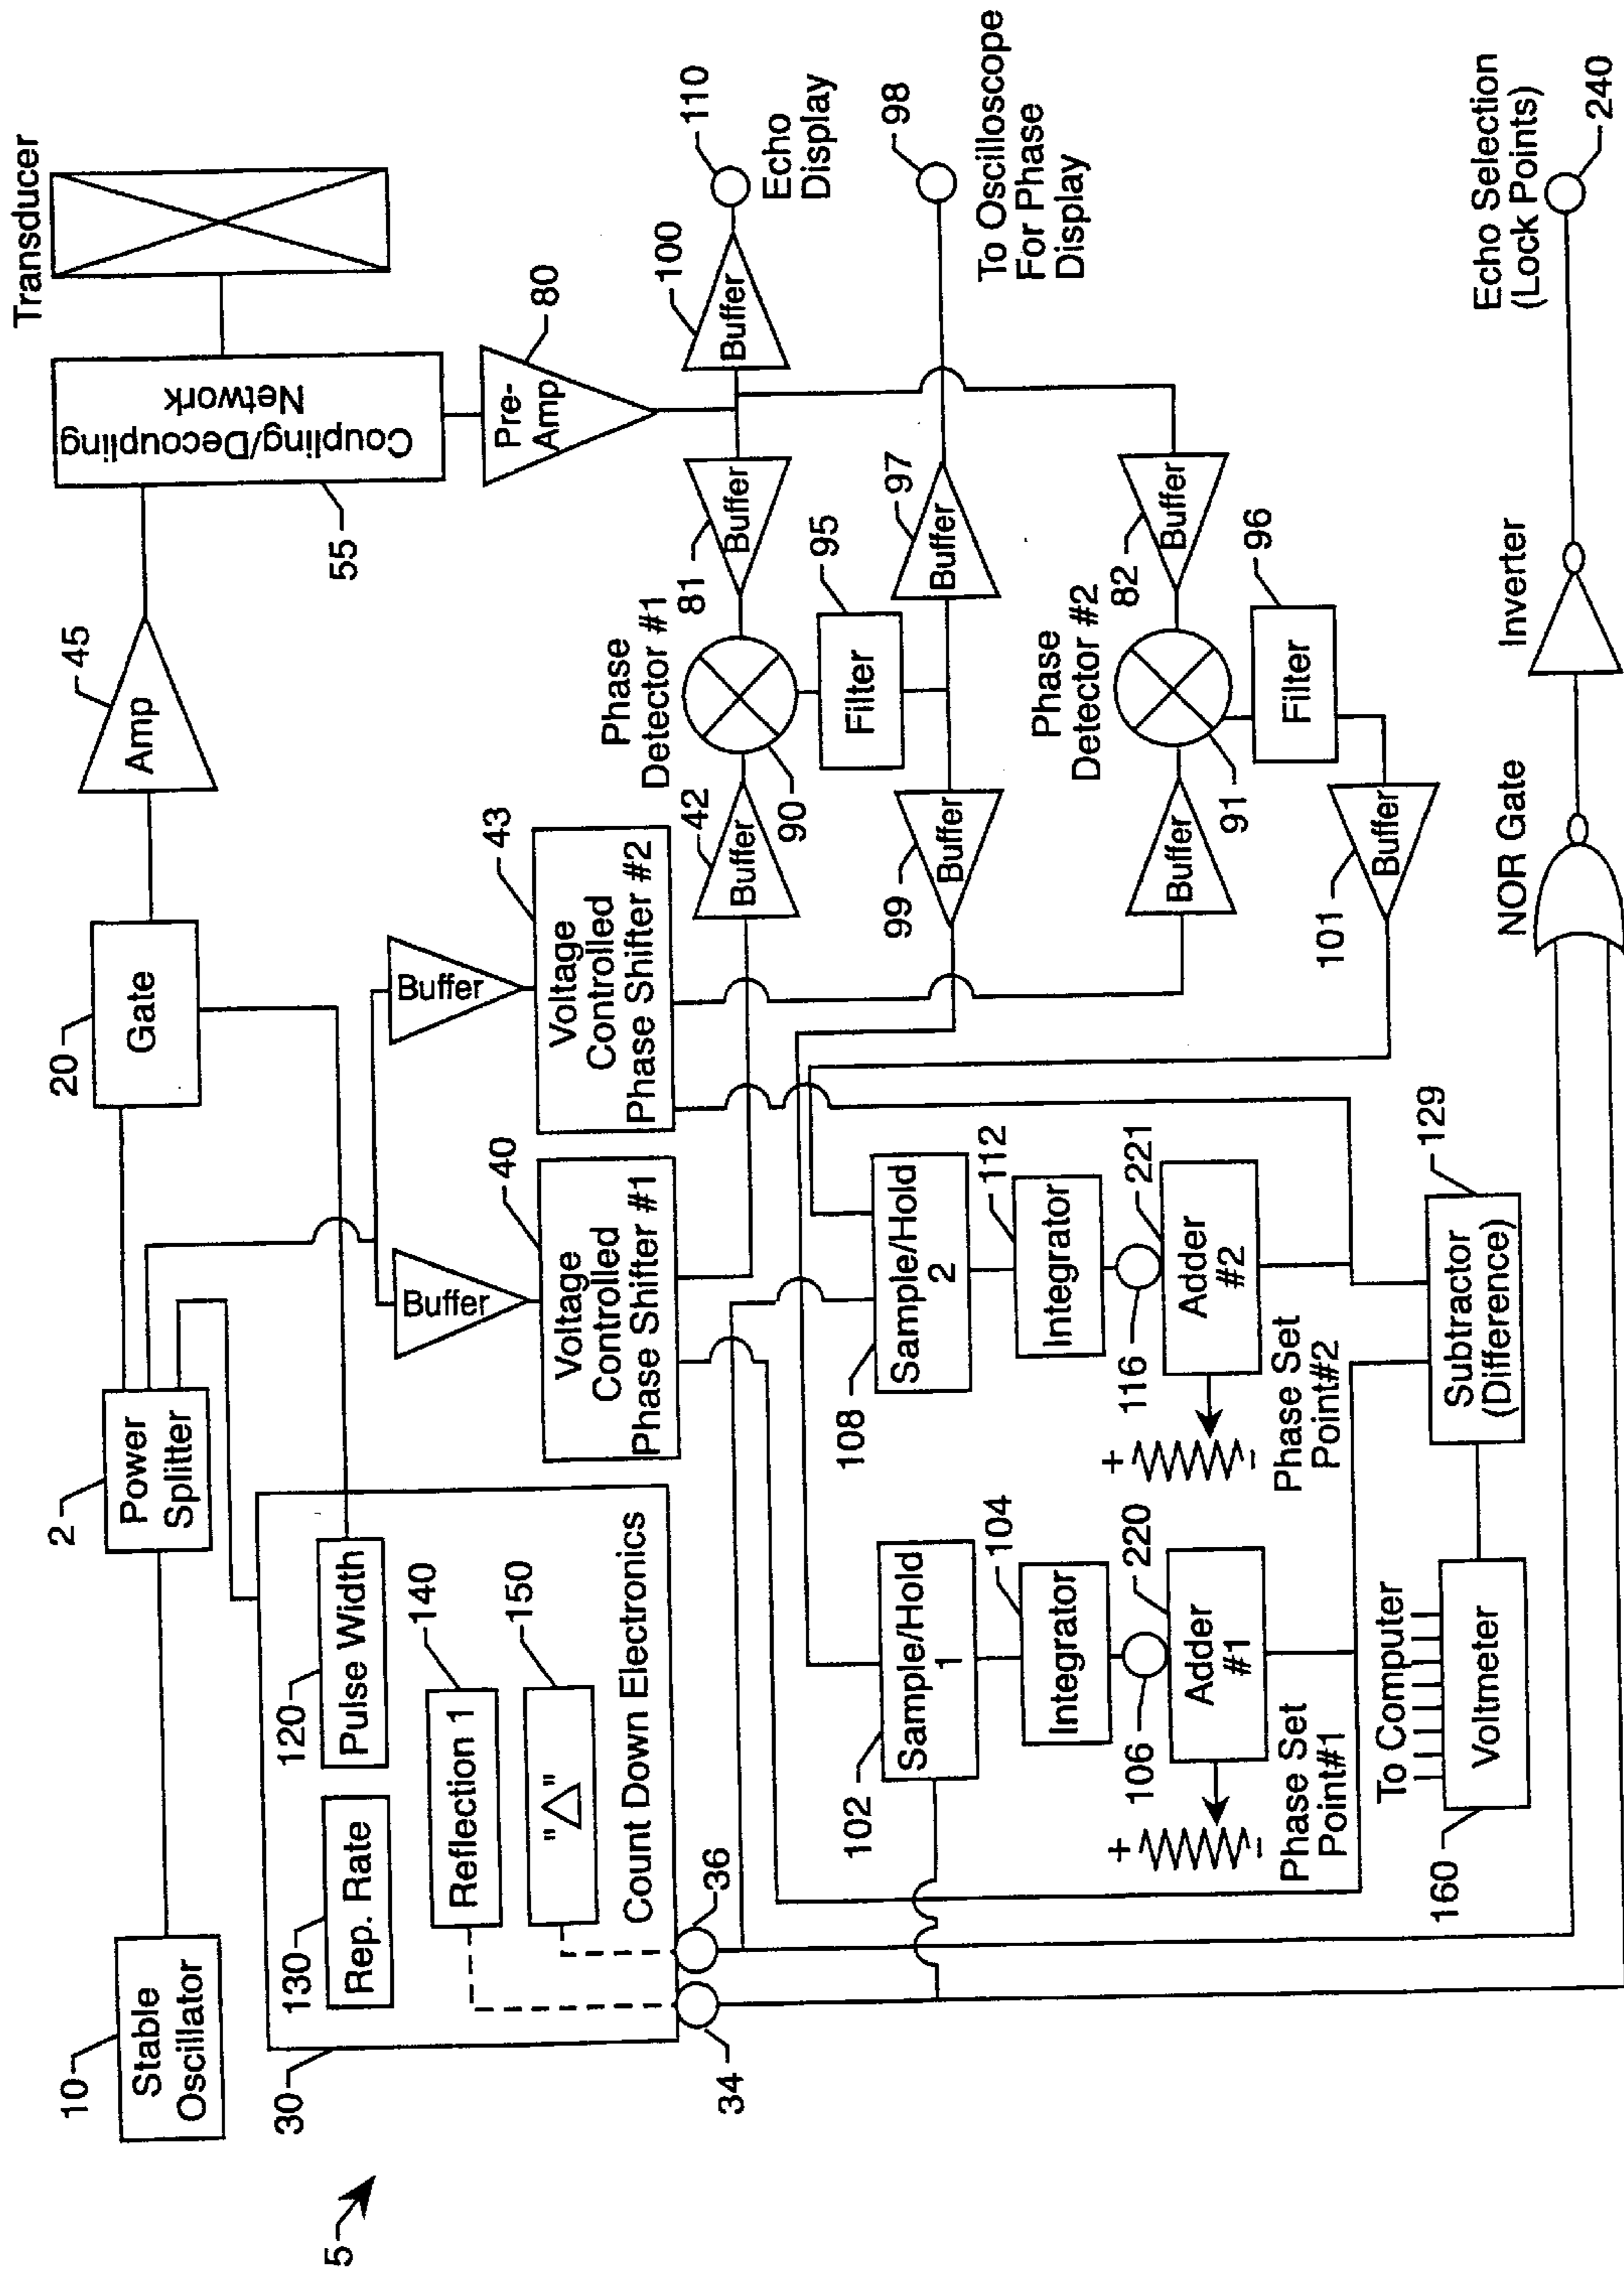 5
10
Stable
Oscillator
2
Power
Splitter
20
Gate
45
Amp
55
Coupling/Decoupling
Network
Transducer
30
130
Rep. Rate
120
Pulse Width
140
Reflection 1
150
"△"
Count Down Electronics
34
36
Buffer
Buffer
40
Voltage
Controlled
Phase Shifter #1
43
Voltage
Controlled
Phase Shifter #2
42
Buffer
Phase
Detector #1
90
81
Buffer
80
Pre-
Amp
100
Buffer
110
Echo
Display
95
Filter
99
Buffer
97
Buffer
98
To Oscilloscope
For Phase
Display
Buffer
Phase
Detector #2
91
82
Buffer
96
Filter
101
Buffer
102
Sample/Hold
1
104
Integrator
106
220
Adder
#1
+
-
Phase Set
Point#1
108
Sample/Hold
2
112
Integrator
116
221
Adder
#2
+
-
Phase Set
Point#2
To Computer
160
Voltmeter
129
Subtractor
(Difference)
NOR Gate
Inverter
Echo Selection
(Lock Points)
240